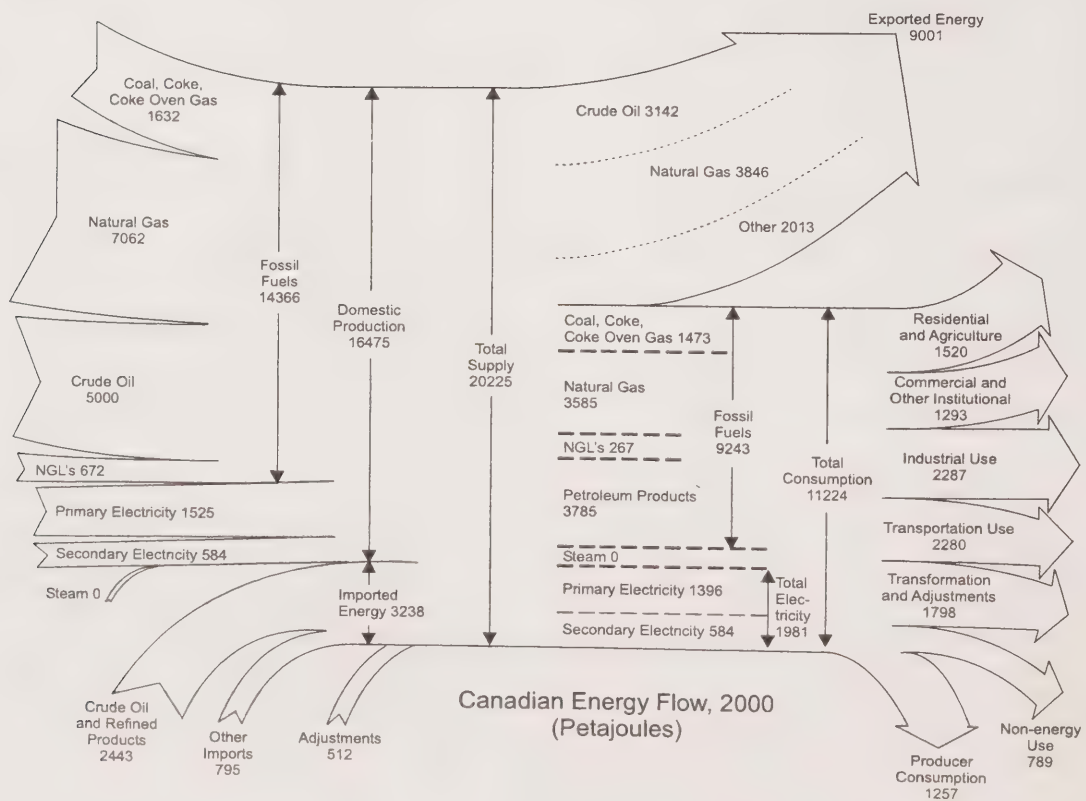 Exported Energy
9001
Coal, Coke,
Coke Oven Gas
1632
Crude Oil 3142
Natural Gas 3846
Other 2013
Natural Gas
7062
Fossil
Fuels
14366
Domestic
Production
16475
Total
Supply
20225
Crude Oil
5000
NGL's 672
Primary Electricity 1525
Secondary Electricity 584
Steam 0
Imported
Energy 3238
Crude Oil
and Refined
Products
2443
Other
Imports
795
Adjustments
512
Coal, Coke,
Coke Oven Gas 1473
Natural Gas
3585
NGL's 267
Petroleum Products
3785
Steam 0
Primary Electricity 1396
Secondary Electricity 584
Fossil
Fuels
9243
Total
Elec-
tricity
1981
Total
Consumption
11224
Residential
and Agriculture
1520
Commercial and
Other Institutional
1293
Industrial Use
2287
Transportation Use
2280
Transformation
and Adjustments
1798
Non-energy
Use
789
Producer
Consumption
1257
Canadian Energy Flow, 2000
(Petajoules)